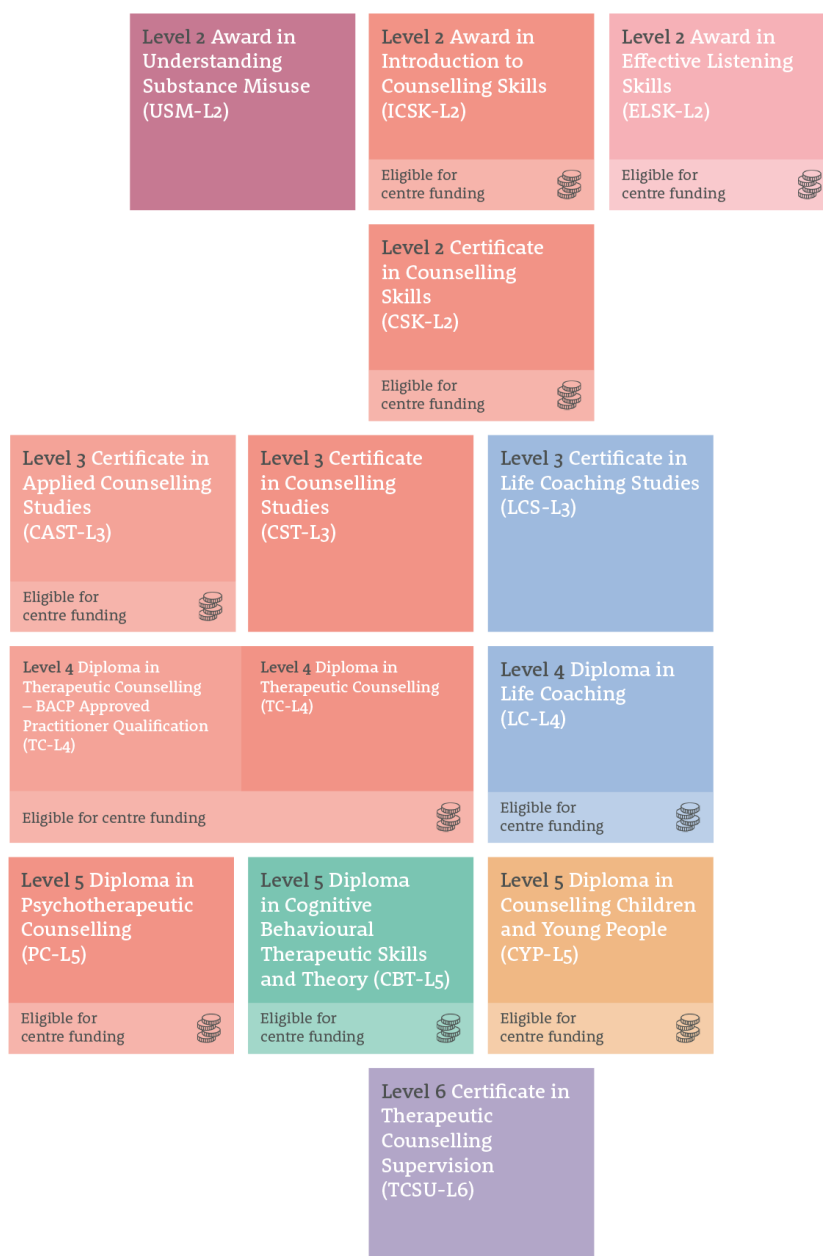 Level 2 Award in
Understanding
Substance Misuse
(USM-L2)
Level 2 Award in
Introduction to
Counselling Skills
(ICSK-L2)
Eligible for
centre funding
Level 2 Award in
Effective Listening
Skills
(ELSK-L2)
Eligible for
centre funding
Level 2 Certificate
in Counselling
Skills
(CSK-L2)
Eligible for
centre funding
Level 3 Certificate in
Applied Counselling
Studies
(CAST-L3)
Eligible for
centre funding
Level 3 Certificate
in Counselling
Studies
(CST-L3)
Level 3 Certificate in
Life Coaching Studies
(LCS-L3)
Level 4 Diploma in
Therapeutic Counselling
– BACP Approved
Practitioner Qualification
(TC-L4)
Level 4 Diploma in
Therapeutic Counselling
(TC-L4)
Eligible for centre funding
Level 4 Diploma in
Life Coaching
(LC-L4)
Eligible for
centre funding
Level 5 Diploma in
Psychotherapeutic
Counselling
(PC-L5)
Eligible for
centre funding
Level 5 Diploma
in Cognitive
Behavioural
Therapeutic Skills
and Theory (CBT-L5)
Eligible for
centre funding
Level 5 Diploma in
Counselling Children
and Young People
(CYP-L5)
Eligible for
centre funding
Level 6 Certificate in
Therapeutic
Counselling
Supervision
(TCSU-L6)